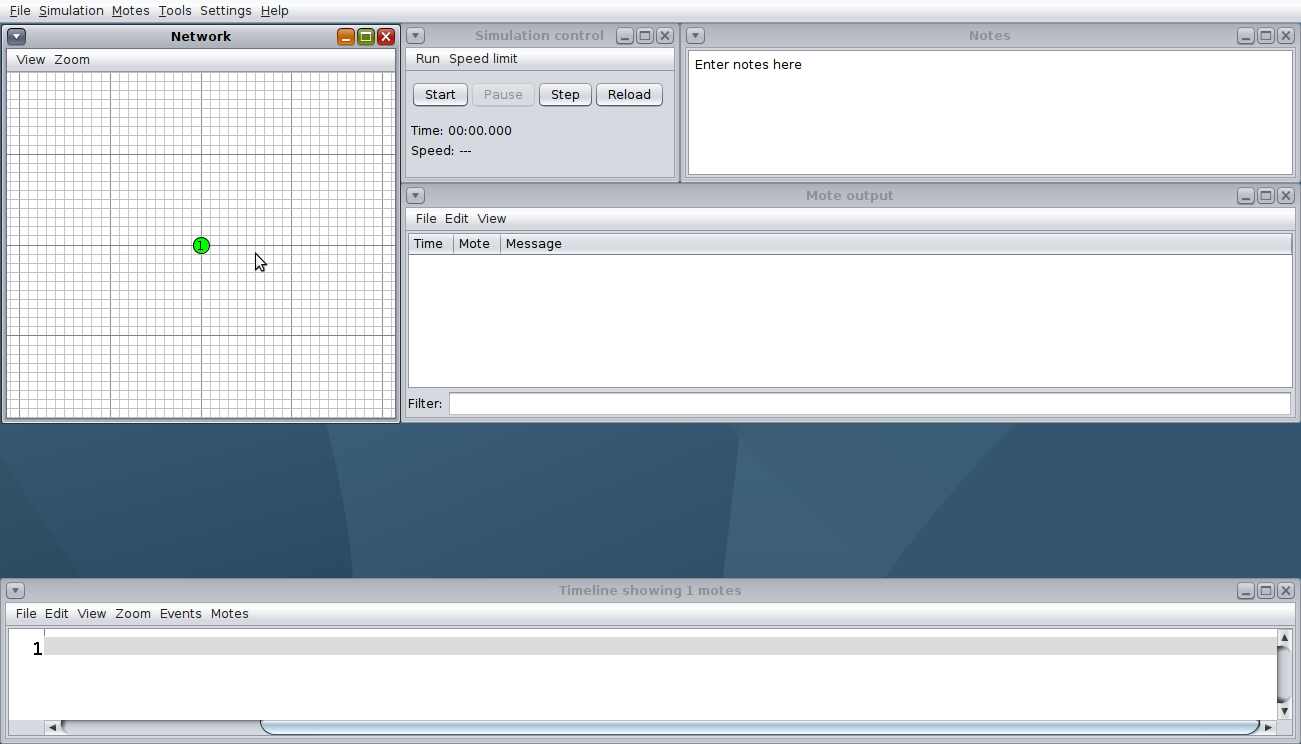 File Simulation Motes Tools Settings Help
Network
View Zoom
1
Simulation control
Run Speed limit
Start Pause Step Reload
Time: 00:00.000
Speed: ---
Notes
Enter notes here
Mote output
File Edit View
Time Mote Message
Filter:
Timeline showing 1 motes
File Edit View Zoom Events Motes
1